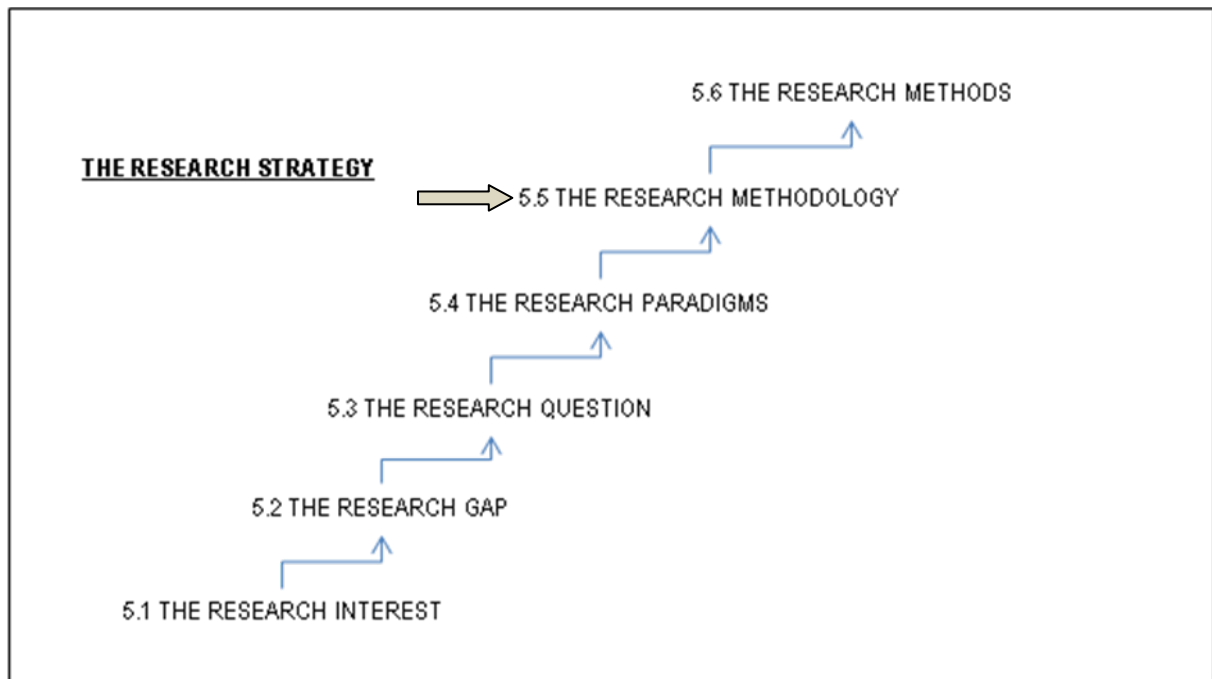 5.6 THE RESEARCH METHODS
THE RESEARCH STRATEGY
5.5 THE RESEARCH METHODOLOGY
5.4 THE RESEARCH PARADIGMS
5.3 THE RESEARCH QUESTION
5.2 THE RESEARCH GAP
5.1 THE RESEARCH INTEREST